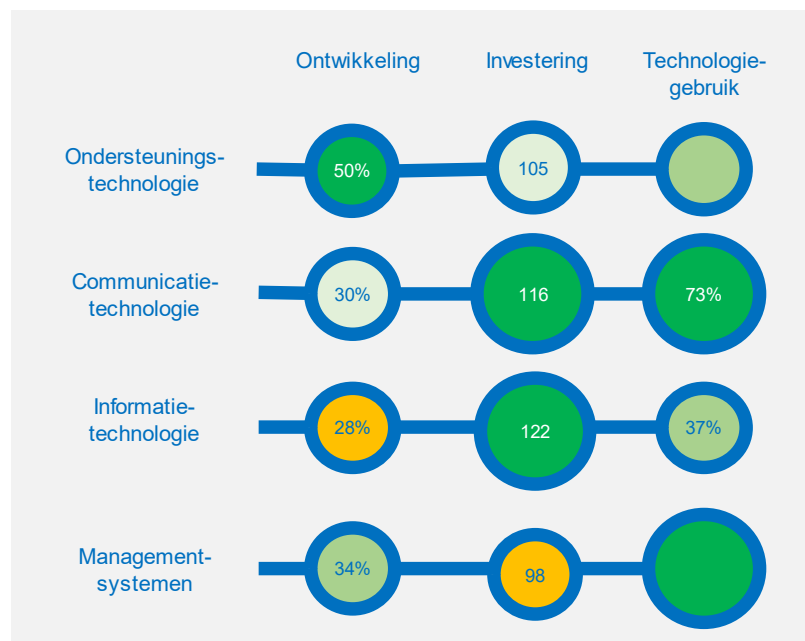 Ontwikkeling
Investering
Technologie-
gebruik
Ondersteunings-
technologie
50%
105
Communicatie-
technologie
30%
116
73%
Informatie-
technologie
28%
122
37%
Management-
systemen
34%
98